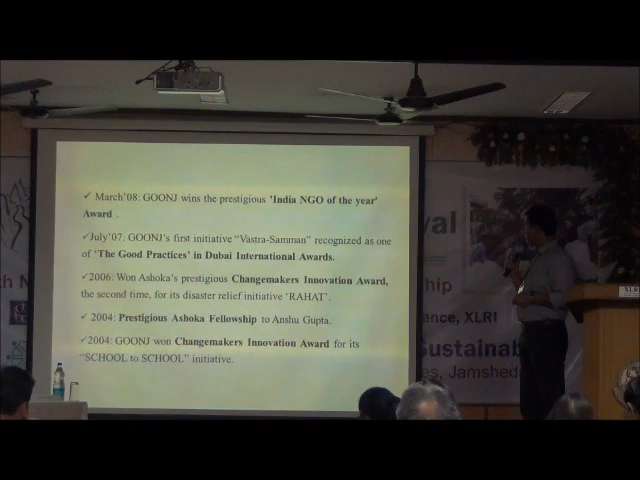 ✓ March'08: GOONJ wins the prestigious 'India NGO of the year'
Award .
✓July'07: GOONJ's first initiative "Vastra-Samman" recognized as one
of 'The Good Practices' in Dubai International Awards.
✓2006: Won Ashoka's prestigious Changemakers Innovation Award,
the second time, for its disaster relief initiative 'RAHAT'.
✓ 2004: Prestigious Ashoka Fellowship to Anshu Gupta.
✓2004: GOONJ won Changemakers Innovation Award for its
"SCHOOL to SCHOOL" initiative.
val
hip
ance, XLRI
Sustainab
es, Jamshed
th N
XLRI